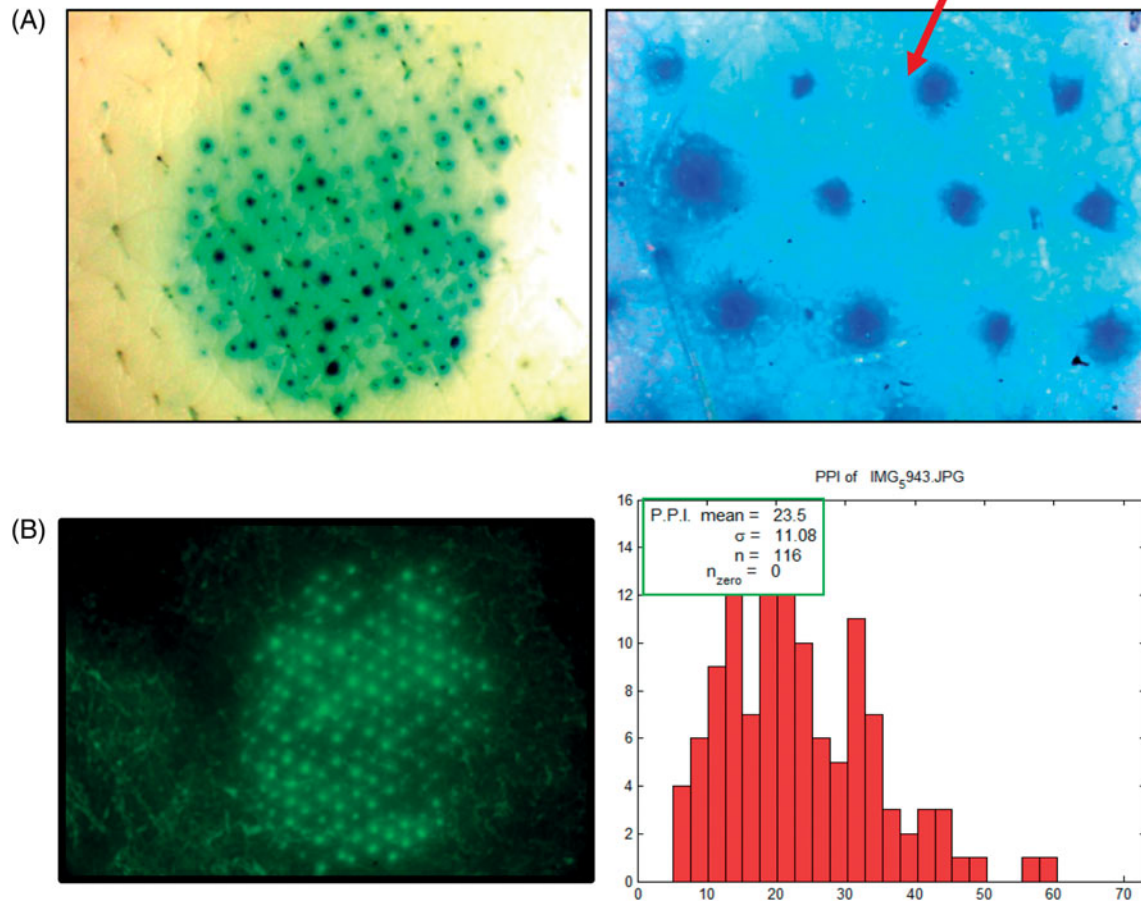 (A)
(B)
PPI of IMG₅943.JPG
16
14
12
10
8
6
4
2
0
P.P.I. mean = 23.5
σ = 11.08
n = 116
n_zero = 0
0 10 20 30 40 50 60 70